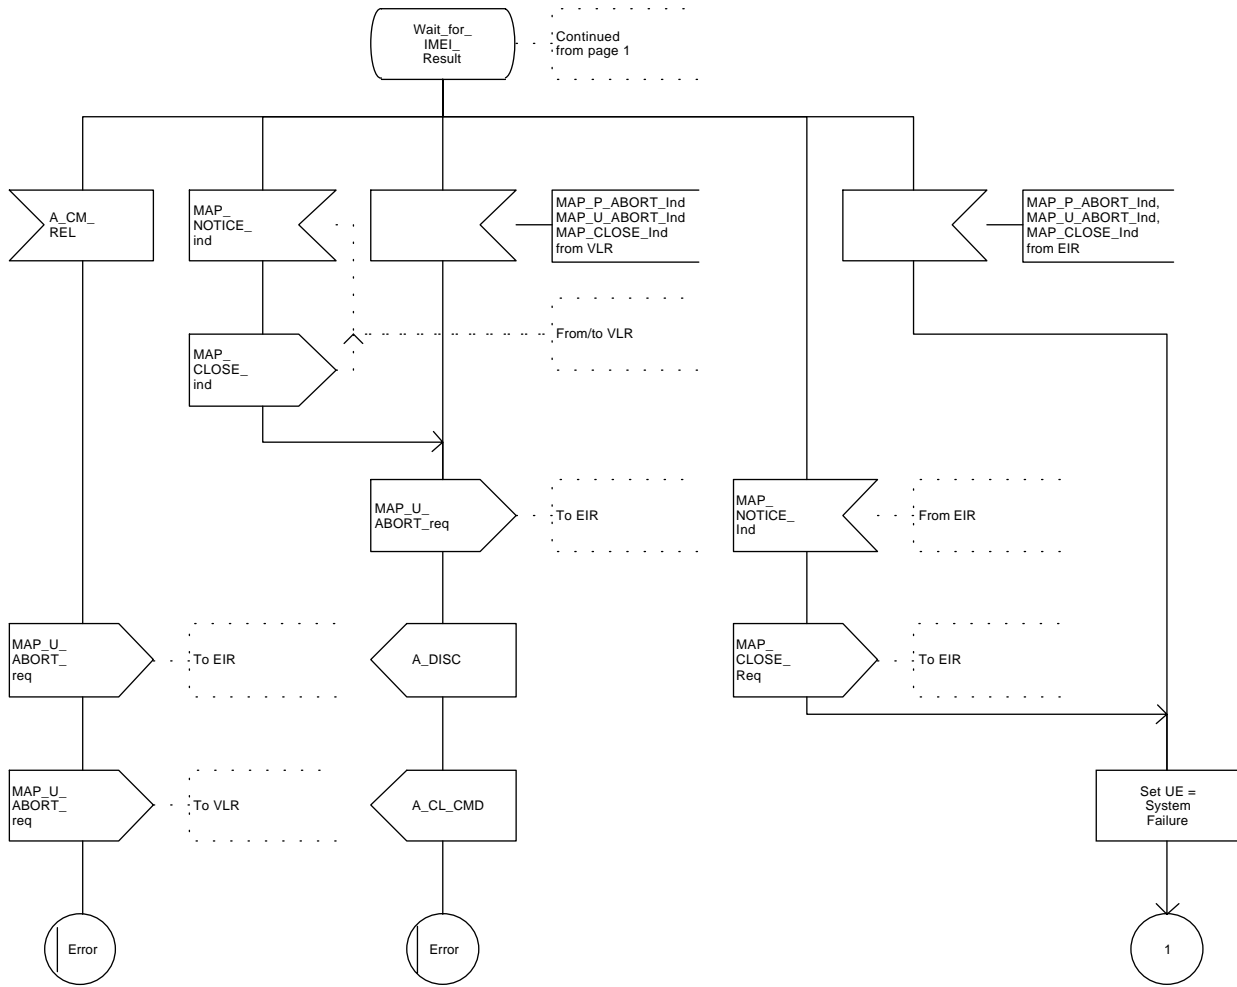 Wait_for_
IMEI_
Result
Continued
from page 1
A_CM_
REL
MAP_
NOTICE_
ind
MAP_P_ABORT_Ind
MAP_U_ABORT_Ind
MAP_CLOSE_Ind
from VLR
MAP_P_ABORT_Ind,
MAP_U_ABORT_Ind,
MAP_CLOSE_Ind
from EIR
MAP_
CLOSE_
ind
From/to VLR
MAP_U_
ABORT_req
To EIR
MAP_
NOTICE_
Ind
From EIR
MAP_U_
ABORT_
req
To EIR
A_DISC
MAP_
CLOSE_
Req
To EIR
MAP_U_
ABORT_
req
To VLR
A_CL_CMD
Set UE =
System
Failure
Error
Error
1